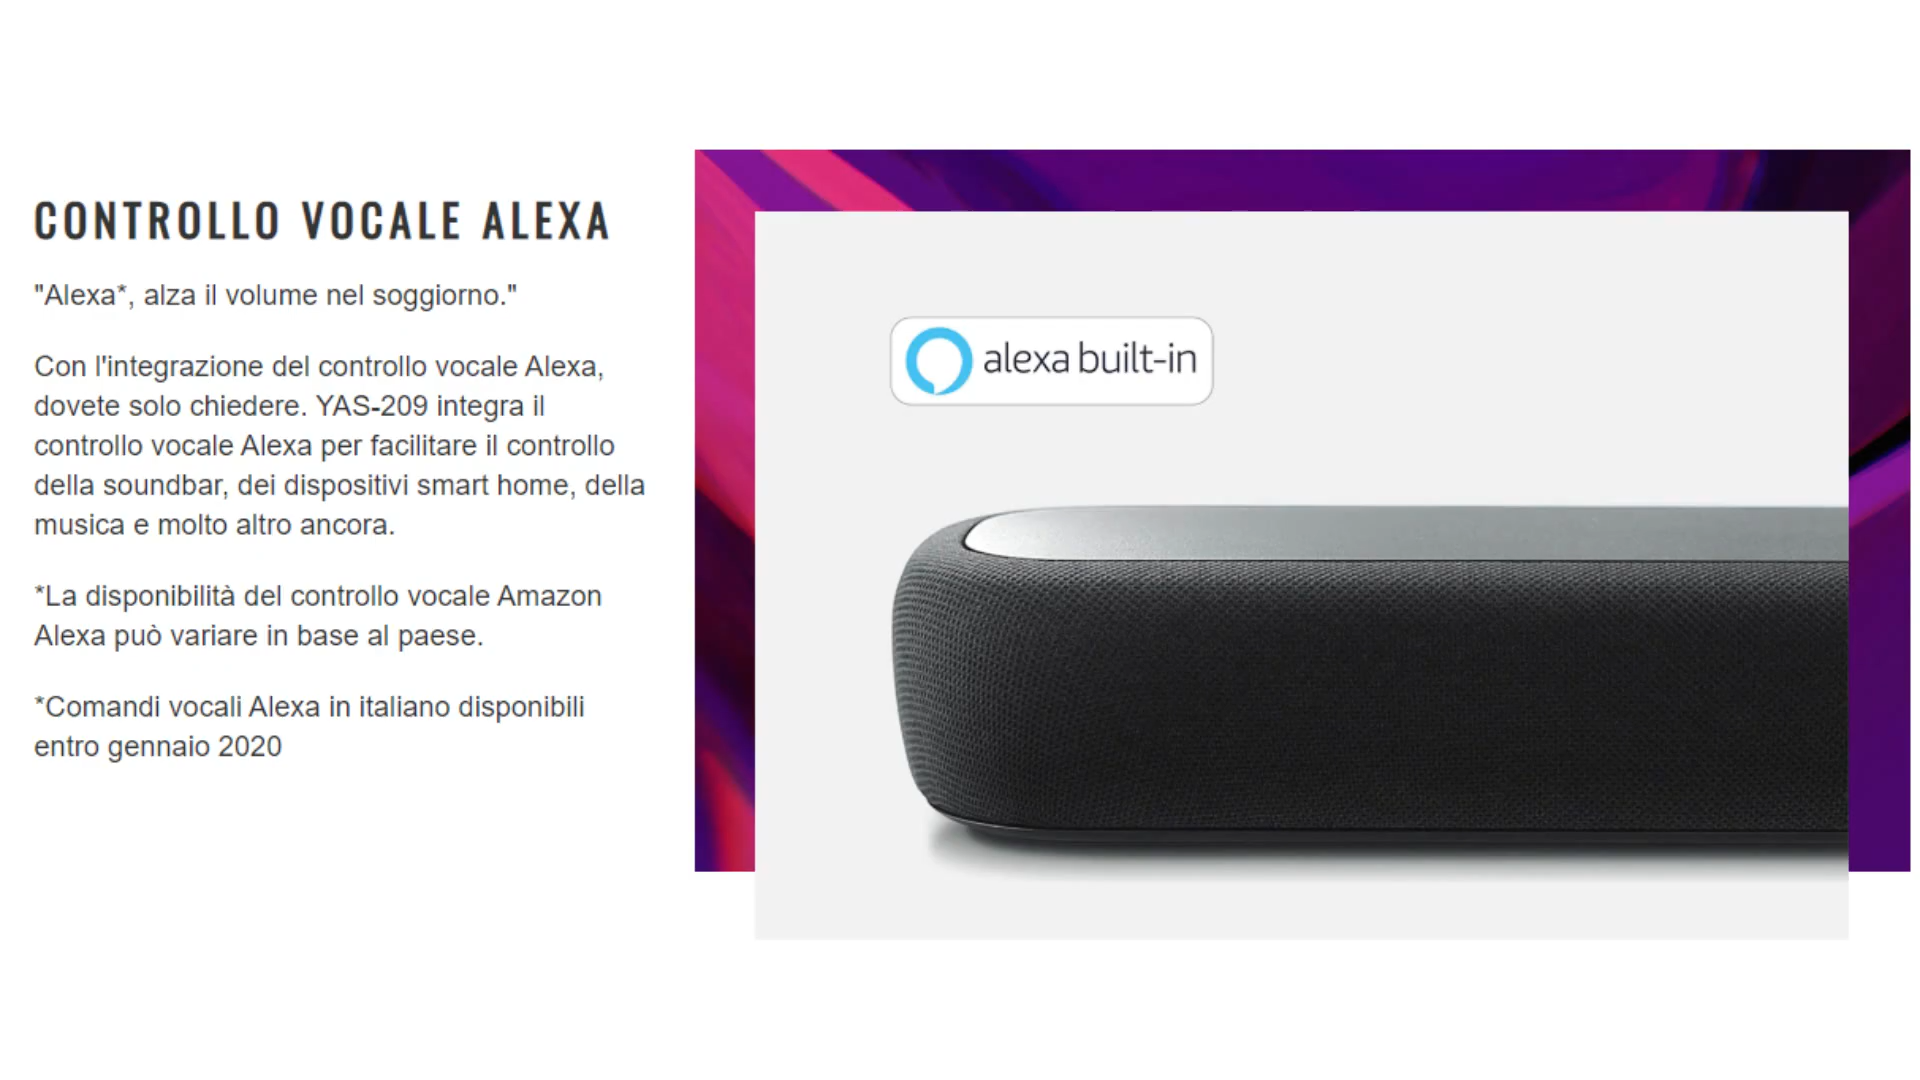 CONTROLLO VOCALE ALEXA
"Alexa*, alza il volume nel soggiorno."
Con l'integrazione del controllo vocale Alexa,
dovete solo chiedere. YAS-209 integra il
controllo vocale Alexa per facilitare il controllo
della soundbar, dei dispositivi smart home, della
musica e molto altro ancora.
*La disponibilità del controllo vocale Amazon
Alexa può variare in base al paese.
*Comandi vocali Alexa in italiano disponibili
entro gennaio 2020
alexa built-in